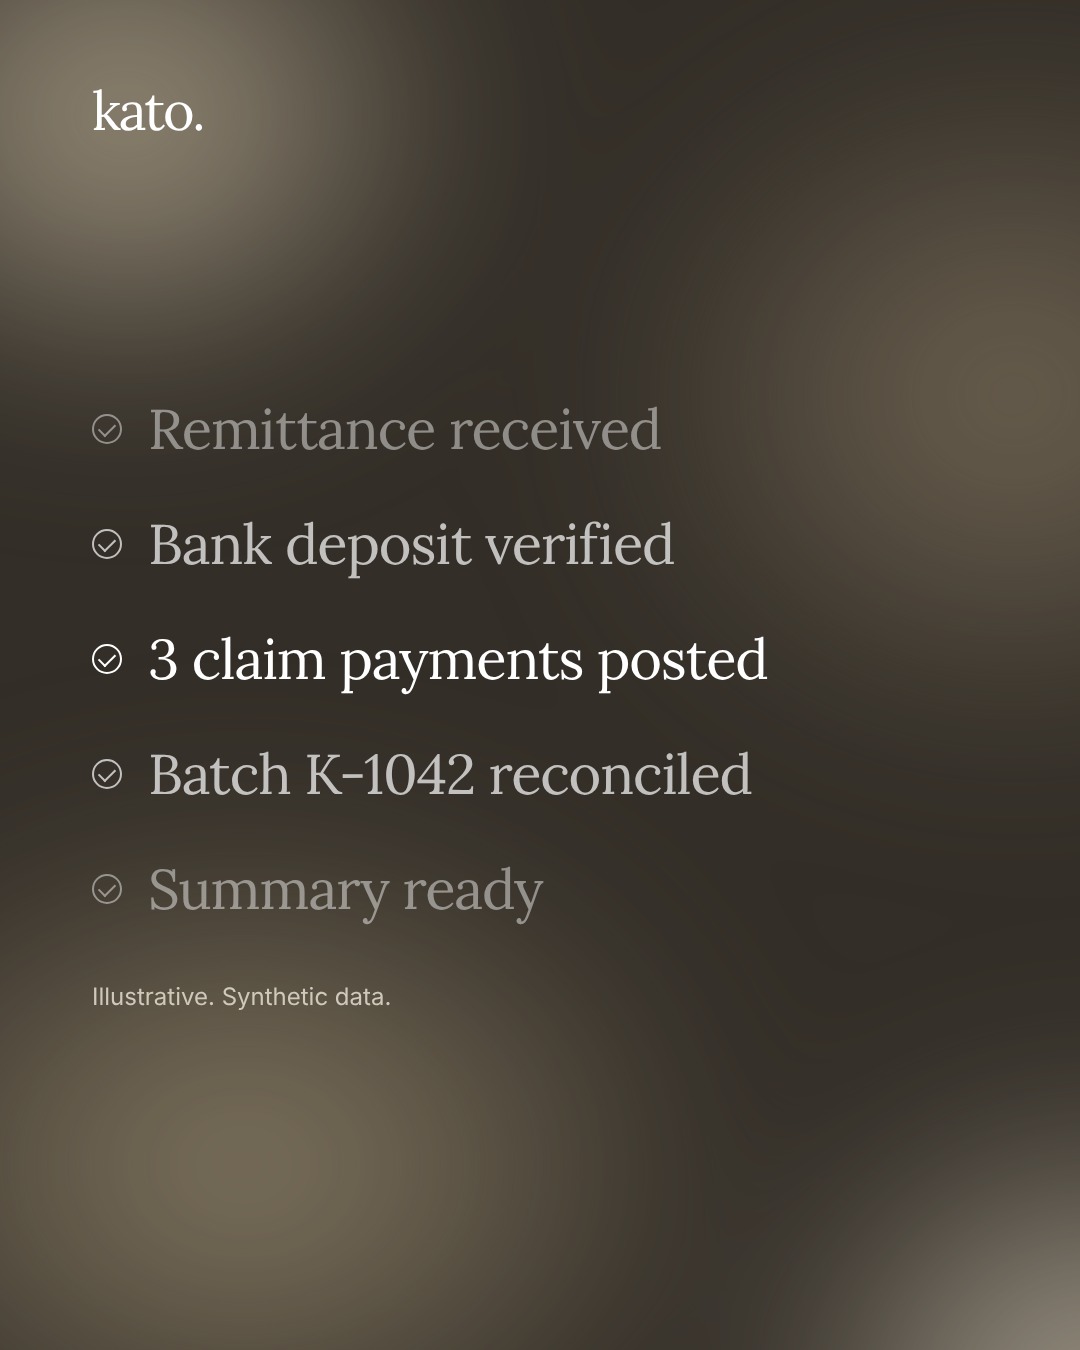 kato.
Remittance received
Bank deposit verified
3 claim payments posted
Batch K-1042 reconciled
Summary ready
Illustrative. Synthetic data.